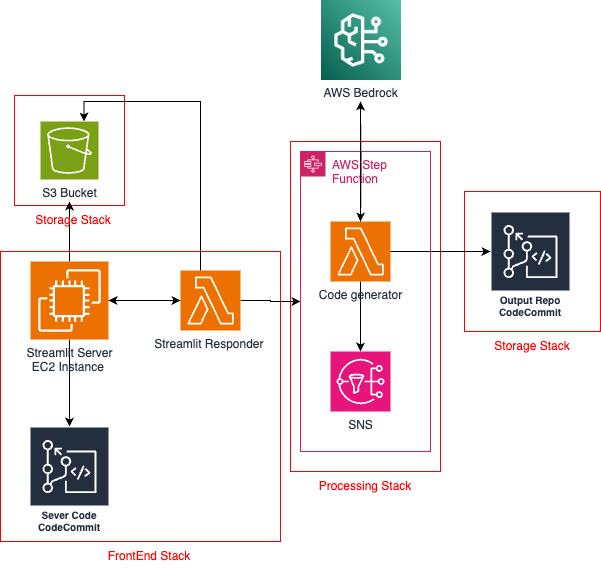 AWS Bedrock
AWS Step
Function
S3 Bucket
Storage Stack
Code generator
Output Repo
CodeCommit
Storage Stack
Streamlit Server
EC2 Instance
Streamlit Responder
SNS
Processing Stack
Sever Code
CodeCommit
FrontEnd Stack